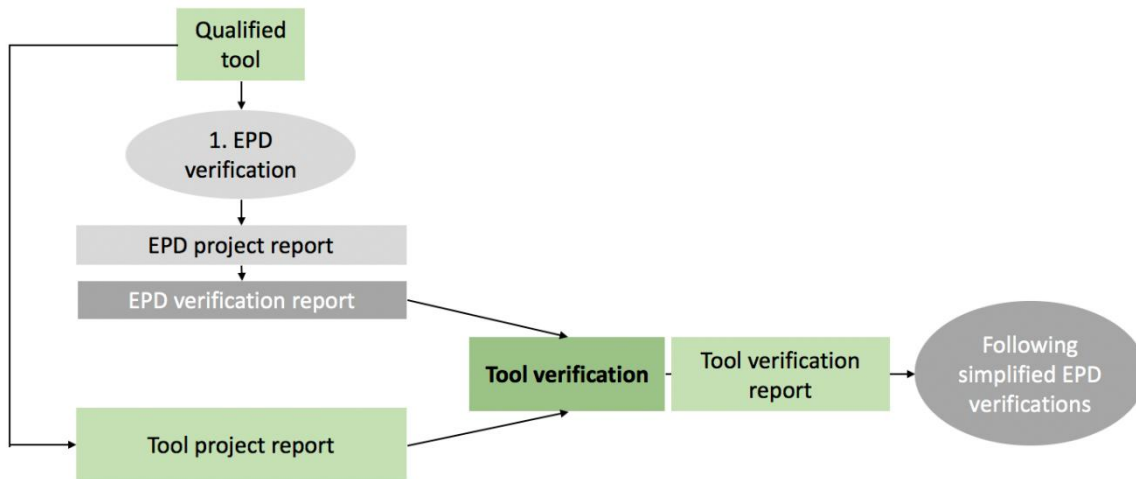 Qualified
tool
1. EPD
verification
EPD project report
EPD verification report
Tool verification
Tool verification
report
Following
simplified EPD
verifications
Tool project report